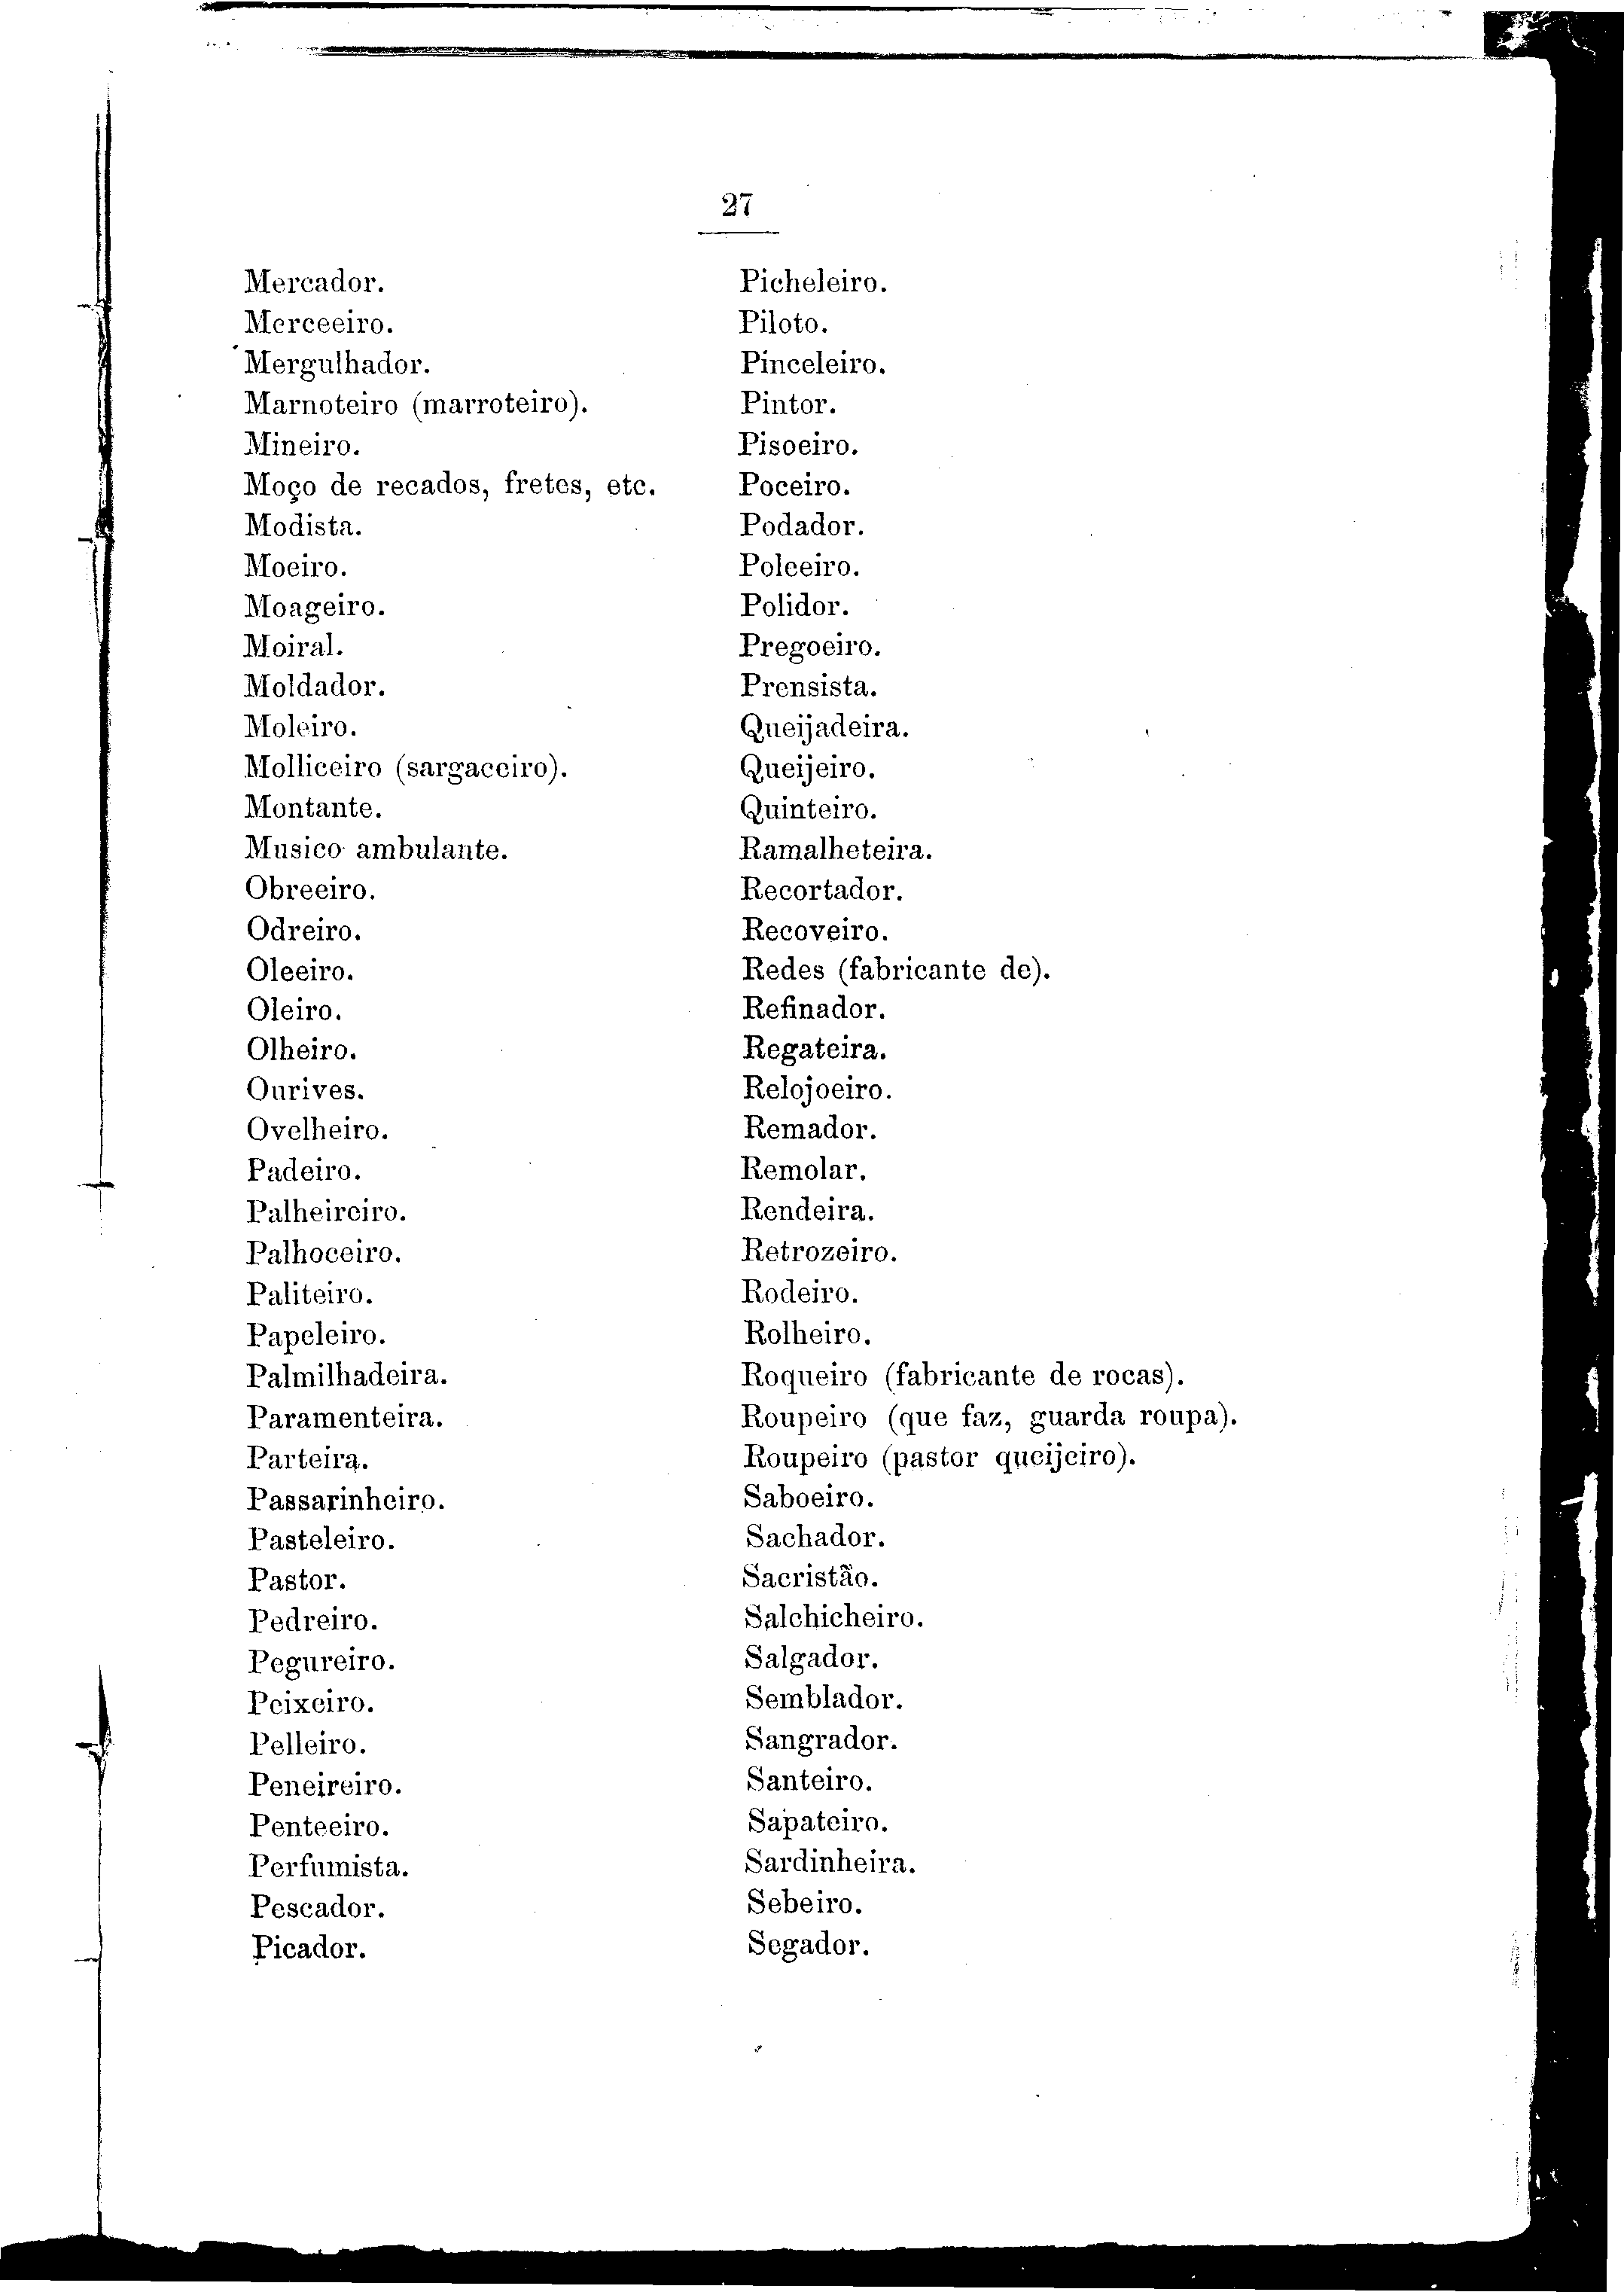 27
Mercador.
Merceeiro.
Mergulhador.
Marnoteiro (marroteiro).
Mineiro.
Moço de recados, fretes, etc.
Modista.
Moeiro.
Moageiro.
Moiral.
Moldador.
Moleiro.
Molliceiro (sargaceiro).
Montante.
Musico ambulante.
Obreeiro.
Odreiro.
Oleeiro.
Oleiro.
Olheiro.
Ourives.
Ovelheiro.
Padeiro.
Palheireiro.
Palhoceiro.
Paliteiro.
Papeleiro.
Palmilhadeira.
Paramenteira.
Parteira.
Passarinheiro.
Pasteleiro.
Pastor.
Pedreiro.
Pegureiro.
Peixeiro.
Pelleiro.
Peneireiro.
Penteeiro.
Perfumista.
Pescador.
Picador.
Picheleiro.
Piloto.
Pinceleiro.
Pintor.
Pisoeiro.
Poceiro.
Podador.
Poleeiro.
Polidor.
Pregoeiro.
Prensista.
Queijadeira.
Queijeiro.
Quinteiro.
Ramalheteira.
Recortador.
Recoveiro.
Redes (fabricante de).
Refinador.
Regateira.
Relojoeiro.
Remador.
Remolar.
Rendeira.
Retrozeiro.
Rodeiro.
Rolheiro.
Roqueiro (fabricante de rocas).
Roupeiro (que faz, guarda roupa).
Roupeiro (pastor queijeiro).
Saboeiro.
Sachador.
Sacristão.
Salchicheiro.
Salgador.
Semblador.
Sangrador.
Santeiro.
Sapateiro.
Sardinheira.
Sebeiro.
Segador.